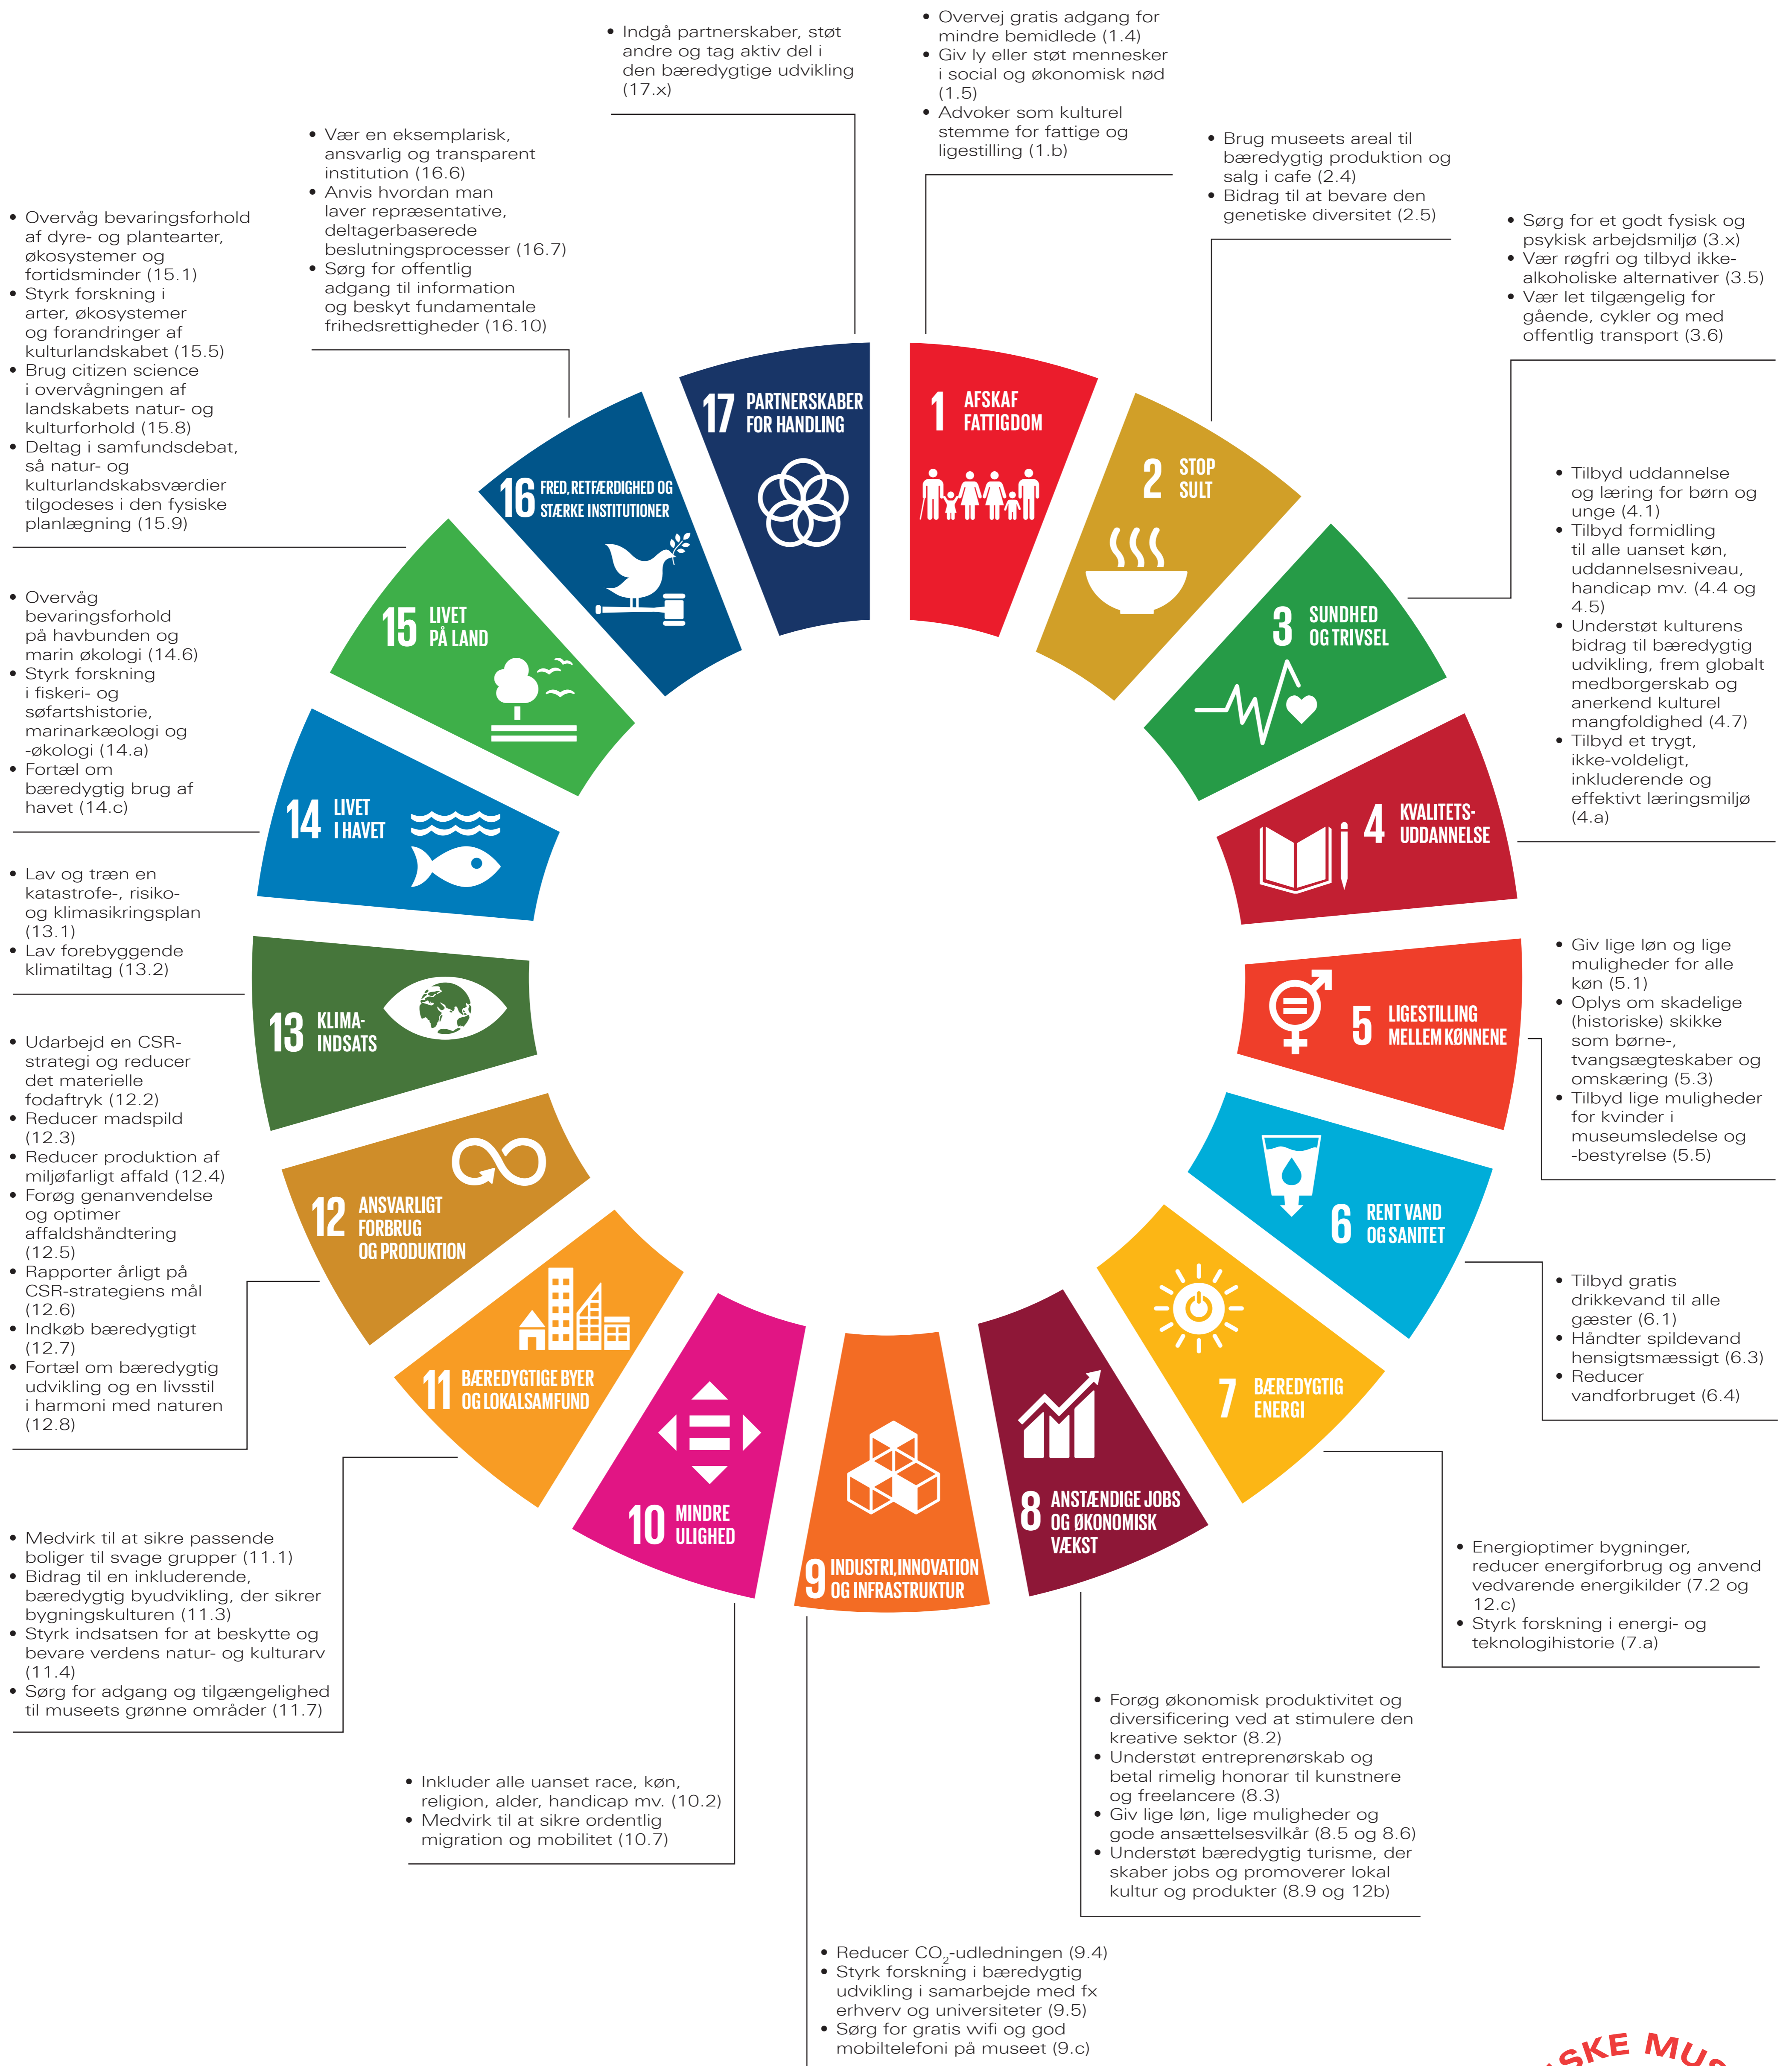 • Indgå partnerskaber, støt
andre og tag aktiv del i
den bæredygtige udvikling
(17.x)
• Overvej gratis adgang for
mindre bemidlede (1.4)
• Giv ly eller støt mennesker
i social og økonomisk nød
(1.5)
• Advoker som kulturel
stemme for fattige og
ligestilling (1.b)
• Vær en eksemplarisk,
ansvarlig og transparent
institution (16.6)
• Anvis hvordan man
laver repræsentative,
deltagerbaserede
beslutningsprocesser (16.7)
• Sørg for offentlig
adgang til information
og beskyt fundamentale
frihedsrettigheder (16.10)
• Brug museets areal til
bæredygtig produktion og
salg i cafe (2.4)
• Bidrag til at bevare den
genetiske diversitet (2.5)
• Overvåg bevaringsforhold
af dyre- og plantearter,
økosystemer og
fortidsminder (15.1)
• Styrk forskning i
arter, økosystemer
og forandringer af
kulturlandskabet (15.5)
• Brug citizen science
i overvågningen af
landskabets natur- og
kulturforhold (15.8)
• Deltag i samfundsdebat,
så natur- og
kulturlandskabsværdier
tilgodeses i den fysiske
planlægning (15.9)
• Sørg for et godt fysisk og
psykisk arbejdsmiljø (3.x)
• Vær røgfri og tilbyd ikke-
alkoholiske alternativer (3.5)
• Vær let tilgængelig for
gående, cykler og med
offentlig transport (3.6)
17 PARTNERSKABER
FOR HANDLING
1 AFSKAF
FATTIGDOM
16 FRED, RETFÆRDIGHED OG
STÆRKE INSTITUTIONER
2 STOP
SULT
• Tilbyd uddannelse
og læring for børn og
unge (4.1)
• Tilbyd formidling
til alle uanset køn,
uddannelsesniveau,
handicap mv. (4.4 og
4.5)
• Understøt kulturens
bidrag til bæredygtig
udvikling, frem globalt
medborgerskab og
anerkend kulturel
mangfoldighed (4.7)
• Tilbyd et trygt,
ikke-voldeligt,
inkluderende og
effektivt læringsmiljø
(4.a)
• Overvåg
bevaringsforhold
på havbunden og
marin økologi (14.6)
• Styrk forskning
i fiskeri- og
søfartshistorie,
marinarkæologi og
-økologi (14.a)
• Fortæl om
bæredygtig brug af
havet (14.c)
15 LIVET
PÅ LAND
3 SUNDHED
OG TRIVSEL
14 LIVET
I HAVET
4 KVALITETS-
UDDANNELSE
• Lav og træn en
katastrofe-, risiko-
og klimasikringsplan
(13.1)
• Lav forebyggende
klimatiltag (13.2)
13 KLIMA-
INDSATS
5 LIGESTILLING
MELLEM KØNNENE
• Giv lige løn og lige
muligheder for alle
køn (5.1)
• Oplys om skadelige
(historiske) skikke
som børne-,
tvangsægteskaber og
omskæring (5.3)
• Tilbyd lige muligheder
for kvinder i
museumsledelse og
-bestyrelse (5.5)
• Udarbejd en CSR-
strategi og reducer
det materielle
fodaftryk (12.2)
• Reducer madspild
(12.3)
• Reducer produktion af
miljøfarligt affald (12.4)
• Forøg genanvendelse
og optimer
affaldshåndtering
(12.5)
• Rapporter årligt på
CSR-strategiens mål
(12.6)
• Indkøb bæredygtigt
(12.7)
• Fortæl om bæredygtig
udvikling og en livsstil
i harmoni med naturen
(12.8)
12 ANSVARLIGT
FORBRUG
OG PRODUKTION
6 RENT VAND
OG SANITET
• Tilbyd gratis
drikkevand til alle
gæster (6.1)
• Håndter spildevand
hensigtsmæssigt (6.3)
• Reducer
vandforbruget (6.4)
11 BÆREDYGTIGE BYER
OG LOKALSAMFUND
7 BÆREDYGTIG
ENERGI
10 MINDRE
ULIGHED
8 ANSTÆNDIGE JOBS
OG ØKONOMISK
VÆKST
9 INDUSTRI, INNOVATION
OG INFRASTRUKTUR
• Medvirk til at sikre passende
boliger til svage grupper (11.1)
• Bidrag til en inkluderende,
bæredygtig byudvikling, der sikrer
bygningskulturen (11.3)
• Styrk indsatsen for at beskytte og
bevare verdens natur- og kulturarv
(11.4)
• Sørg for adgang og tilgængelighed
til museets grønne områder (11.7)
• Energioptimer bygninger,
reducer energiforbrug og anvend
vedvarende energikilder (7.2 og
12.c)
• Styrk forskning i energi- og
teknologihistorie (7.a)
• Forøg økonomisk produktivitet og
diversificering ved at stimulere den
kreative sektor (8.2)
• Understøt entreprenørskab og
betal rimelig honorar til kunstnere
og freelancere (8.3)
• Giv lige løn, lige muligheder og
gode ansættelsesvilkår (8.5 og 8.6)
• Understøt bæredygtig turisme, der
skaber jobs og promoverer lokal
kultur og produkter (8.9 og 12b)
• Inkluder alle uanset race, køn,
religion, alder, handicap mv. (10.2)
• Medvirk til at sikre ordentlig
migration og mobilitet (10.7)
• Reducer CO₂-udledningen (9.4)
• Styrk forskning i bæredygtig
udvikling i samarbejde med fx
erhverv og universiteter (9.5)
• Sørg for gratis wifi og god
mobiltelefoni på museet (9.c)